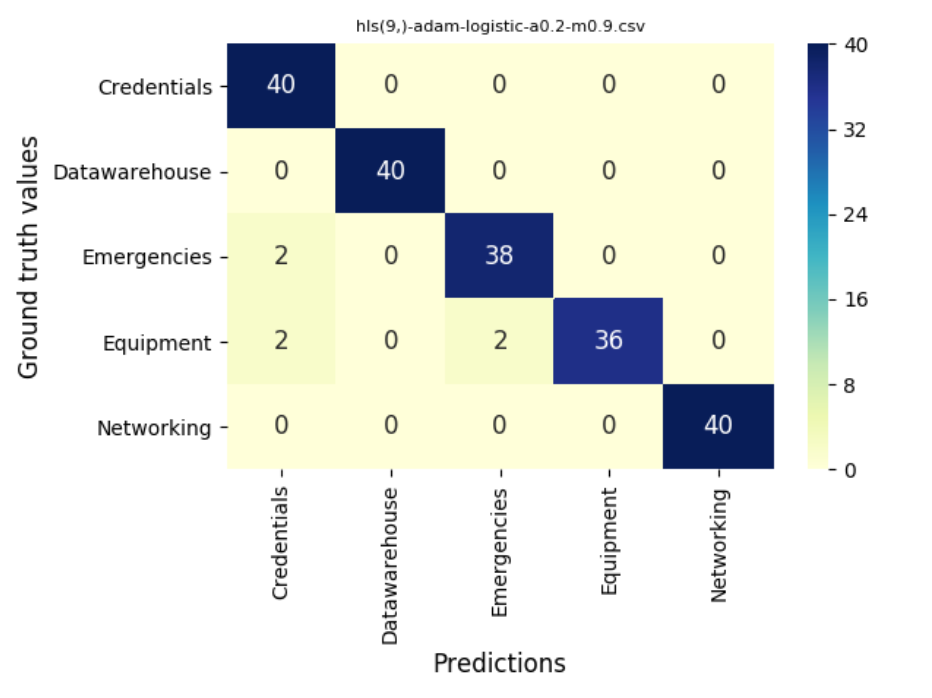 hls(9,)-adam-logistic-a0.2-m0.9.csv
Ground truth values
Credentials 40 0 0 0 0
Datawarehouse 0 40 0 0 0
Emergencies 2 0 38 0 0
Equipment 2 0 2 36 0
Networking 0 0 0 0 40
Credentials Datawarehouse Emergencies Equipment Networking
Predictions
40
32
24
16
8
0